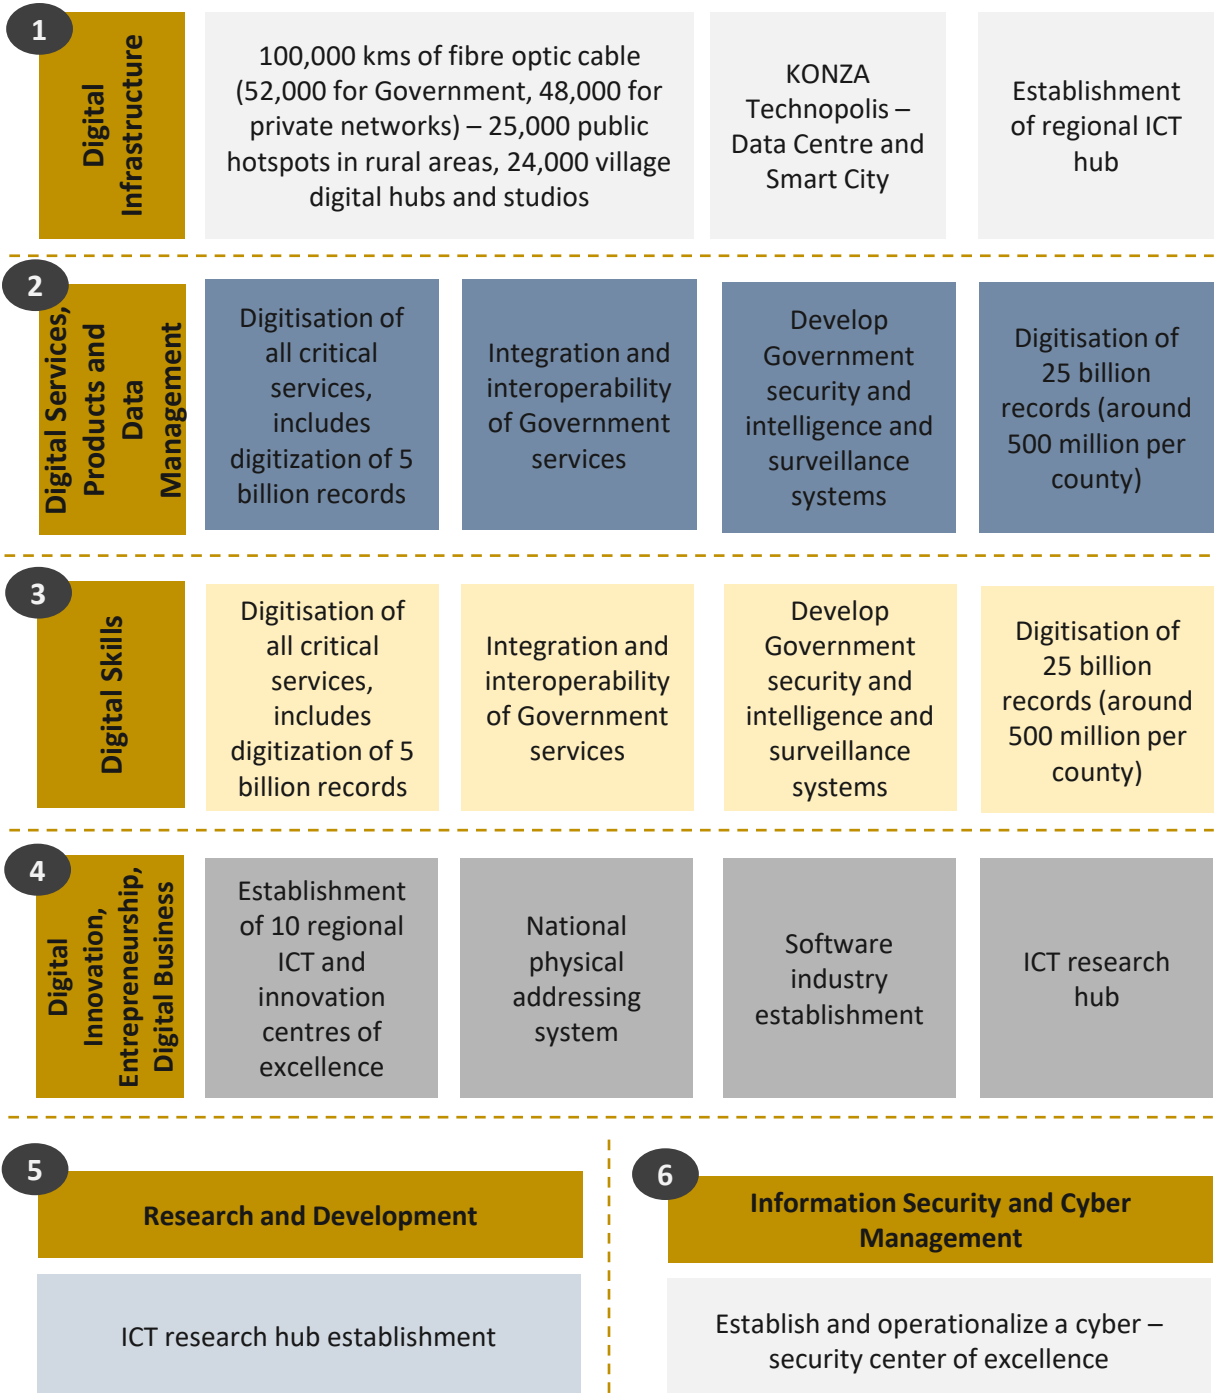 1
Digital
Infrastructure
100,000 kms of fibre optic cable
(52,000 for Government, 48,000 for
private networks) – 25,000 public
hotspots in rural areas, 24,000 village
digital hubs and studios
KONZA
Technopolis –
Data Centre and
Smart City
Establishment
of regional ICT
hub
2
Digital Services,
Products and
Data
Management
Digitisation of
all critical
services,
includes
digitization of 5
billion records
Integration and
interoperability
of Government
services
Develop
Government
security and
intelligence and
surveillance
systems
Digitisation of
25 billion
records (around
500 million per
county)
3
Digital Skills
Digitisation of
all critical
services,
includes
digitization of 5
billion records
Integration and
interoperability
of Government
services
Develop
Government
security and
intelligence and
surveillance
systems
Digitisation of
25 billion
records (around
500 million per
county)
4
Digital
Innovation,
Entrepreneurship,
Digital Business
Establishment
of 10 regional
ICT and
innovation
centres of
excellence
National
physical
addressing
system
Software
industry
establishment
ICT research
hub
5
Research and Development
ICT research hub establishment
6
Information Security and Cyber
Management
Establish and operationalize a cyber –
security center of excellence